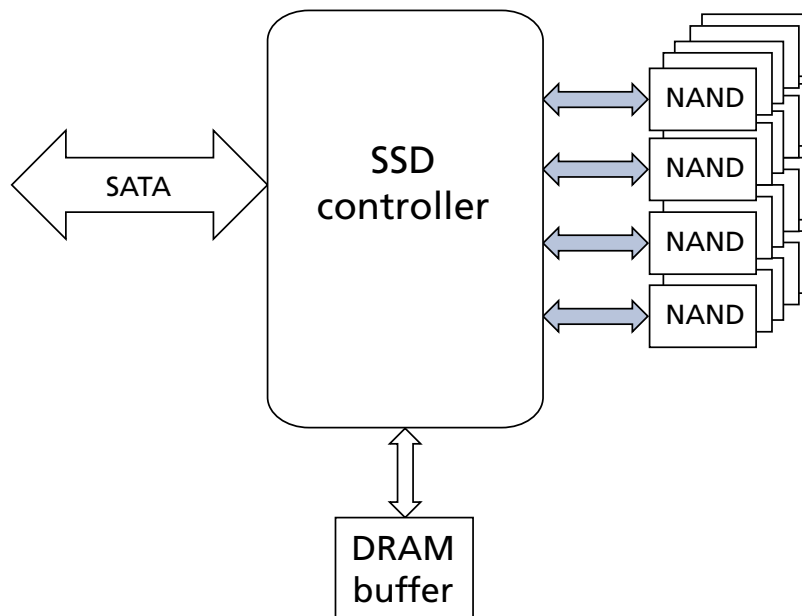 SATA
SSD
controller
NAND
NAND
NAND
NAND
DRAM
buffer